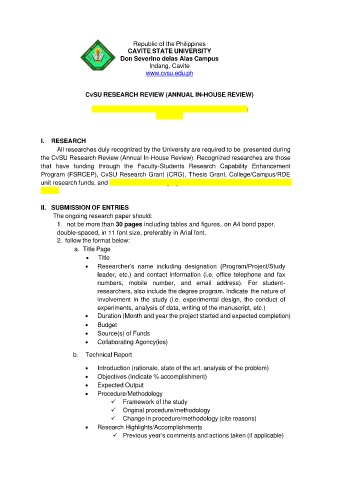 Republic of the Philippines
CAVITE STATE UNIVERSITY
Don Severino delas Alas Campus
Indang, Cavite
www.cvsu.edu.ph
CvSU RESEARCH REVIEW (ANNUAL IN-HOUSE REVIEW)
I. RESEARCH
All researches duly recognized by the University are required to be presented during
the CvSU Research Review (Annual In-House Review). Recognized researches are those
that have funding through the Faculty-Students Research Capability Enhancement
Program (FSRCEP), CvSU Research Grant (CRG), Thesis Grant, College/Campus/RDE
unit research funds, and
II. SUBMISSION OF ENTRIES
The ongoing research paper should:
1. not be more than 30 pages including tables and figures, on A4 bond paper,
double-spaced, in 11 font size, preferably in Arial font.
2. follow the format below:
a. Title Page
• Title
• Researcher's name including designation (Program/Project/Study
leader, etc.) and contact information (i.e. office telephone and fax
numbers, mobile number, and email address). For student-
researchers, also include the degree program. Indicate the nature of
involvement in the study (i.e. experimental design, the conduct of
experiments, analysis of data, writing of the manuscript, etc.)
• Duration (Month and year the project started and expected completion)
• Budget
• Source(s) of Funds
• Collaborating Agency(ies)
b. Technical Report
• Introduction (rationale, state of the art, analysis of the problem)
• Objectives (Indicate % accomplishment)
• Expected Output
• Procedure/Methodology
✓ Framework of the study
✓ Original procedure/methodology
✓ Change in procedure/methodology (cite reasons)
• Research Highlights/Accomplishments
✓ Previous year's comments and actions taken (if applicable)